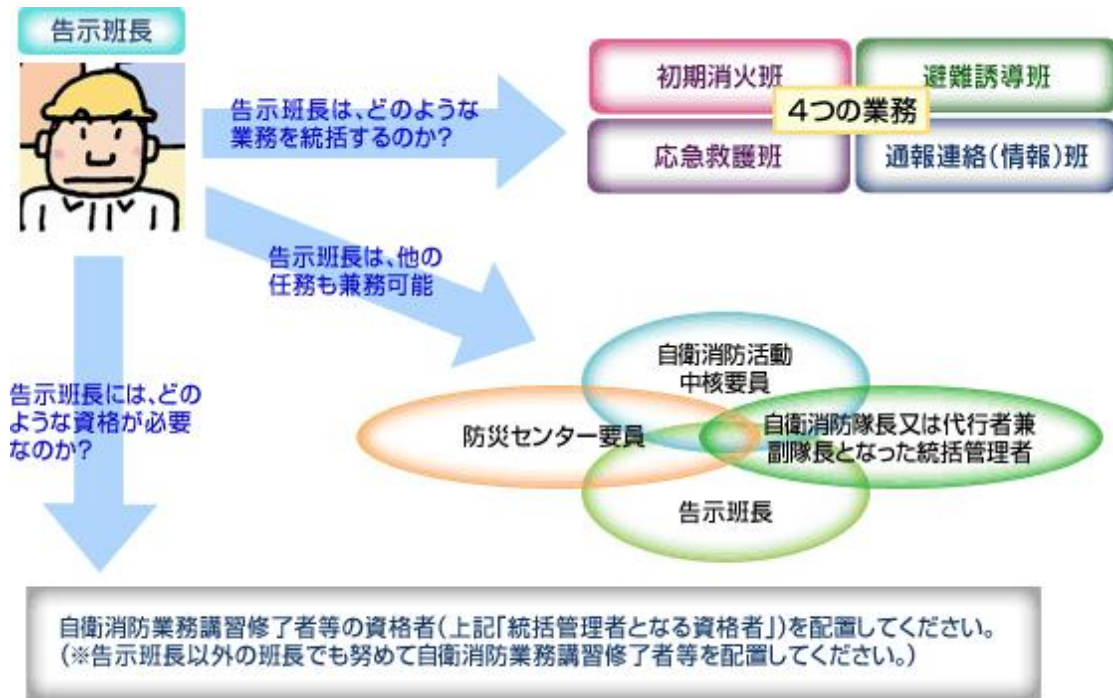 告示班長
告示班長は、どのような
業務を統括するのか?
初期消火班
避難誘導班
4つの業務
応急救護班
通報連絡(情報)班
告示班長は、他の
任務も兼務可能
告示班長には、どの
ような資格が必要
なのか?
自衛消防活動
中核要員
防災センター要員
自衛消防隊長又は代行者兼
副隊長となった統括管理者
告示班長
自衛消防業務講習修了者等の資格者(上記「統括管理者となる資格者」)を配置してください。
(※告示班長以外の班長でも努めて自衛消防業務講習修了者等を配置してください。)